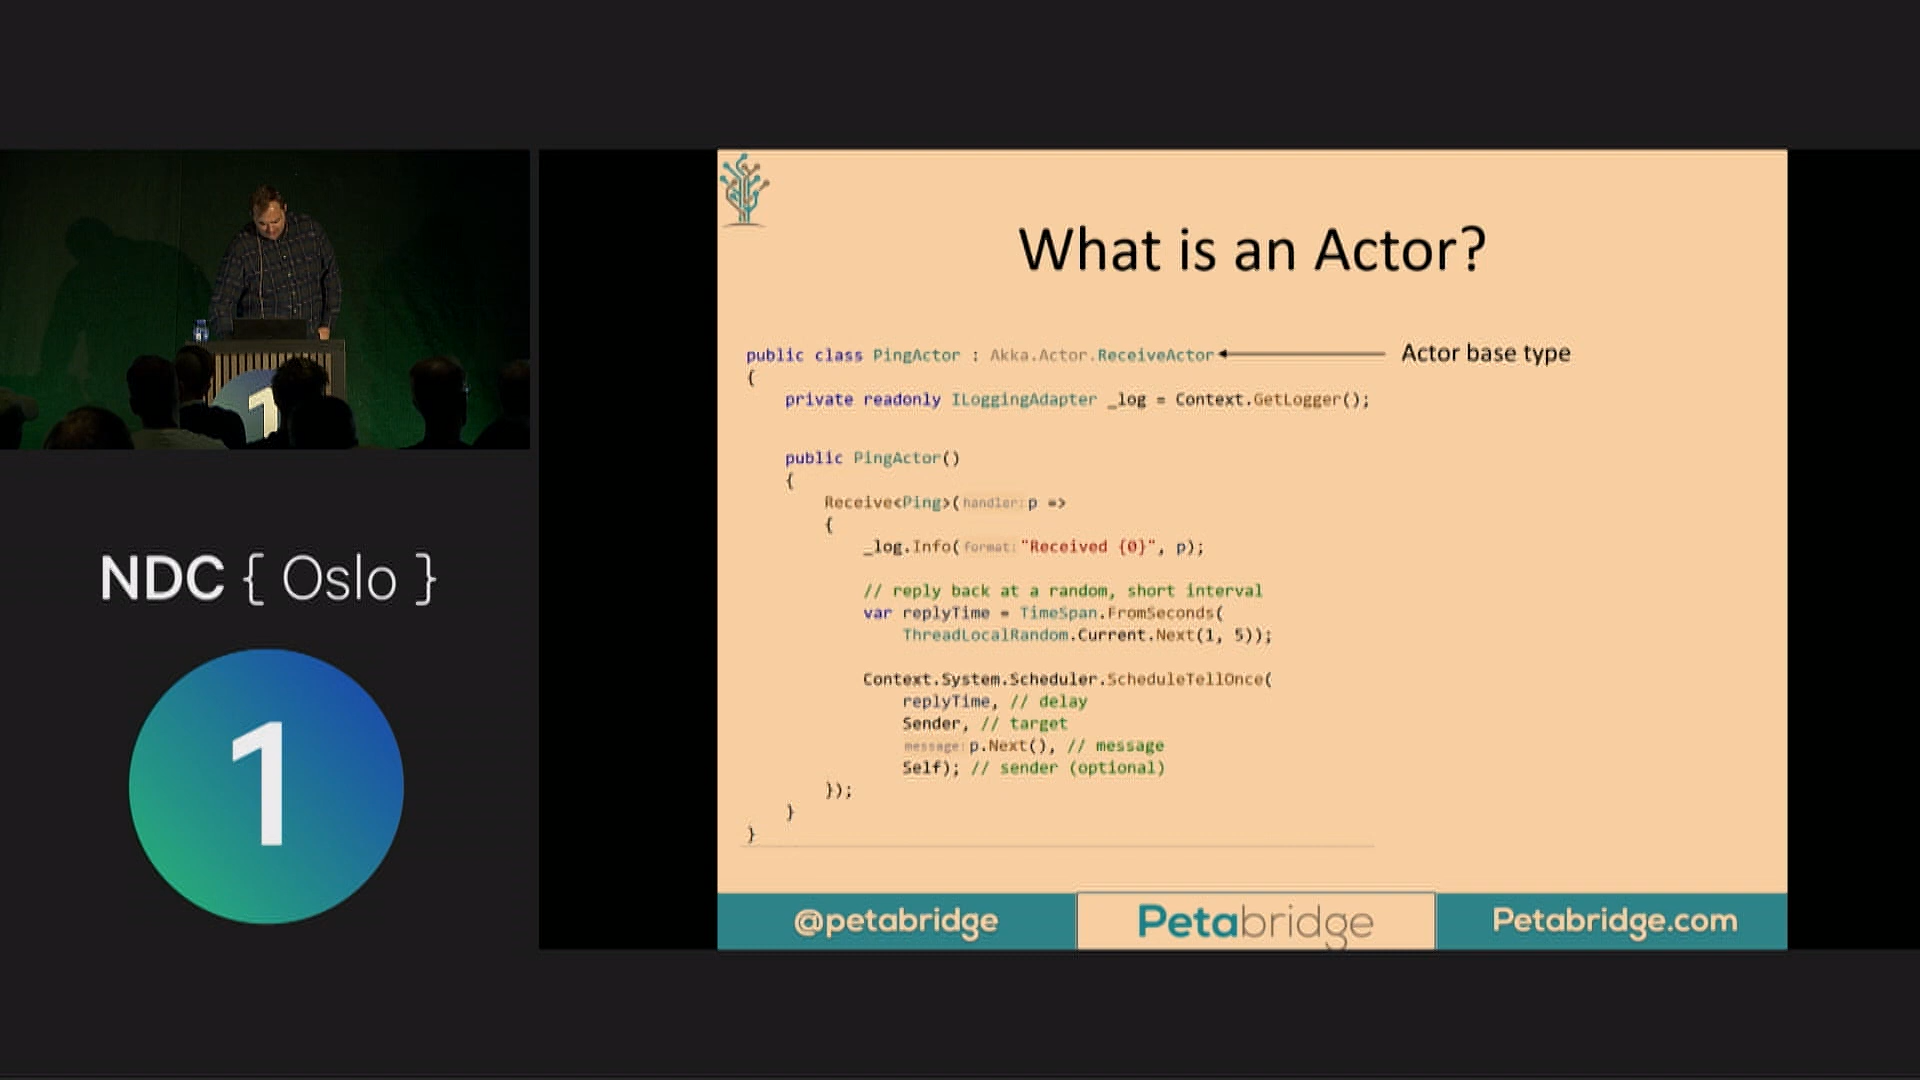 1
NDC { Oslo }
1
What is an Actor?
public class PingActor : Akka.Actor.ReceiveActor
Actor base type
{
private readonly ILoggingAdapter _log = Context.GetLogger();
public PingActor()
{
Receive<Ping>(handler: p =>
{
_log.Info(format: "Received {0}", p);
// reply back at a random, short interval
var replyTime = TimeSpan.FromSeconds(
ThreadLocalRandom.Current.Next(1, 5));
Context.System.Scheduler.ScheduleTellOnce(
replyTime, // delay
Sender, // target
message: p.Next(), // message
Self); // sender (optional)
});
}
}
@petabridge
Petabridge
Petabridge.com